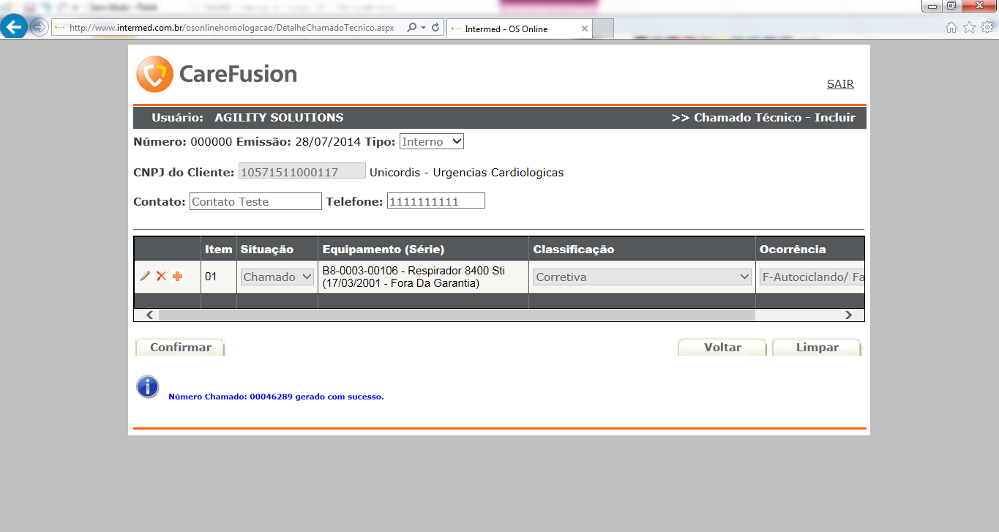 http://www.intermed.com.br/osonlinehomologacao/DetalheChamadoTecnico.aspx
Intermed - OS Online
CareFusion
SAIR
Usuário: AGILITY SOLUTIONS >> Chamado Técnico - Incluir
Número: 000000 Emissão: 28/07/2014 Tipo: Interno
CNPJ do Cliente: 10571511000117 Unicordis - Urgencias Cardiologicas
Contato: Contato Teste Telefone: 1111111111
Item Situação Equipamento (Série) Classificação Ocorrência
01 Chamado B8-0003-00106 - Respirador 8400 Sti (17/03/2001 - Fora Da Garantia) Corretiva F-Autociclando/ Fa
Confirmar Voltar Limpar
Número Chamado: 00046289 gerado com sucesso.